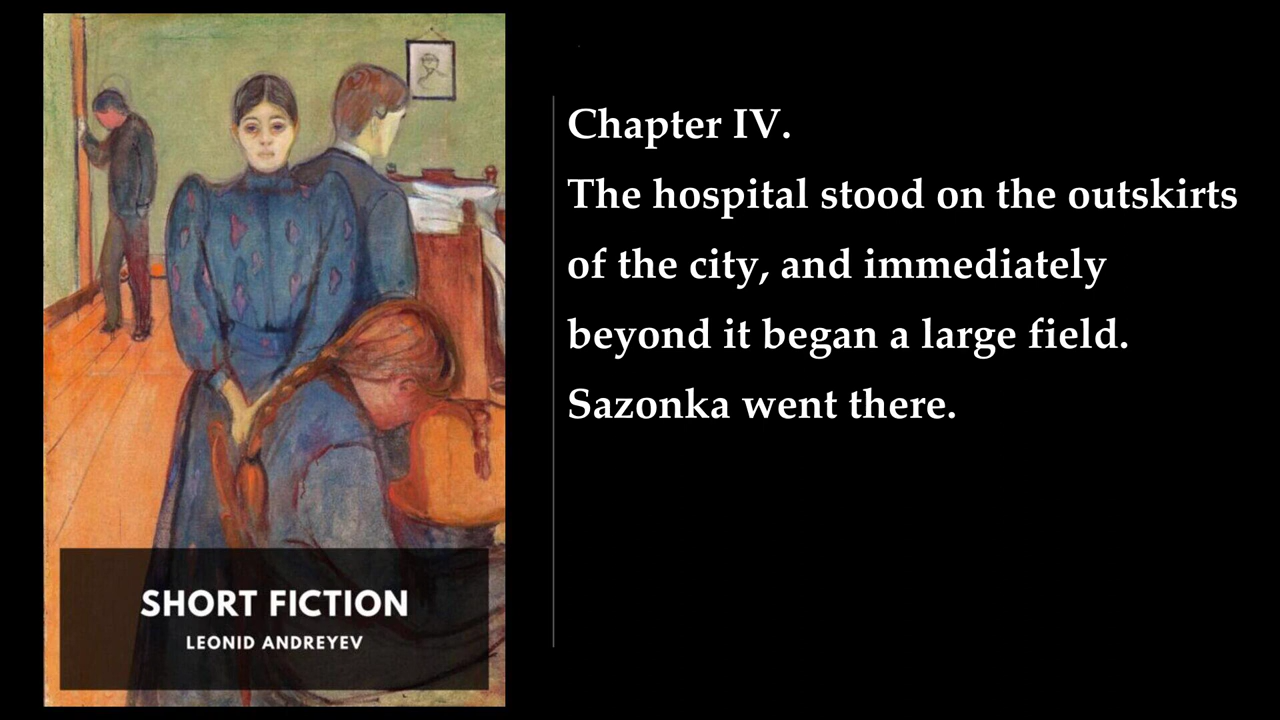 SHORT FICTION
LEONID ANDREYEV
Chapter IV.
The hospital stood on the outskirts
of the city, and immediately
beyond it began a large field.
Sazonka went there.